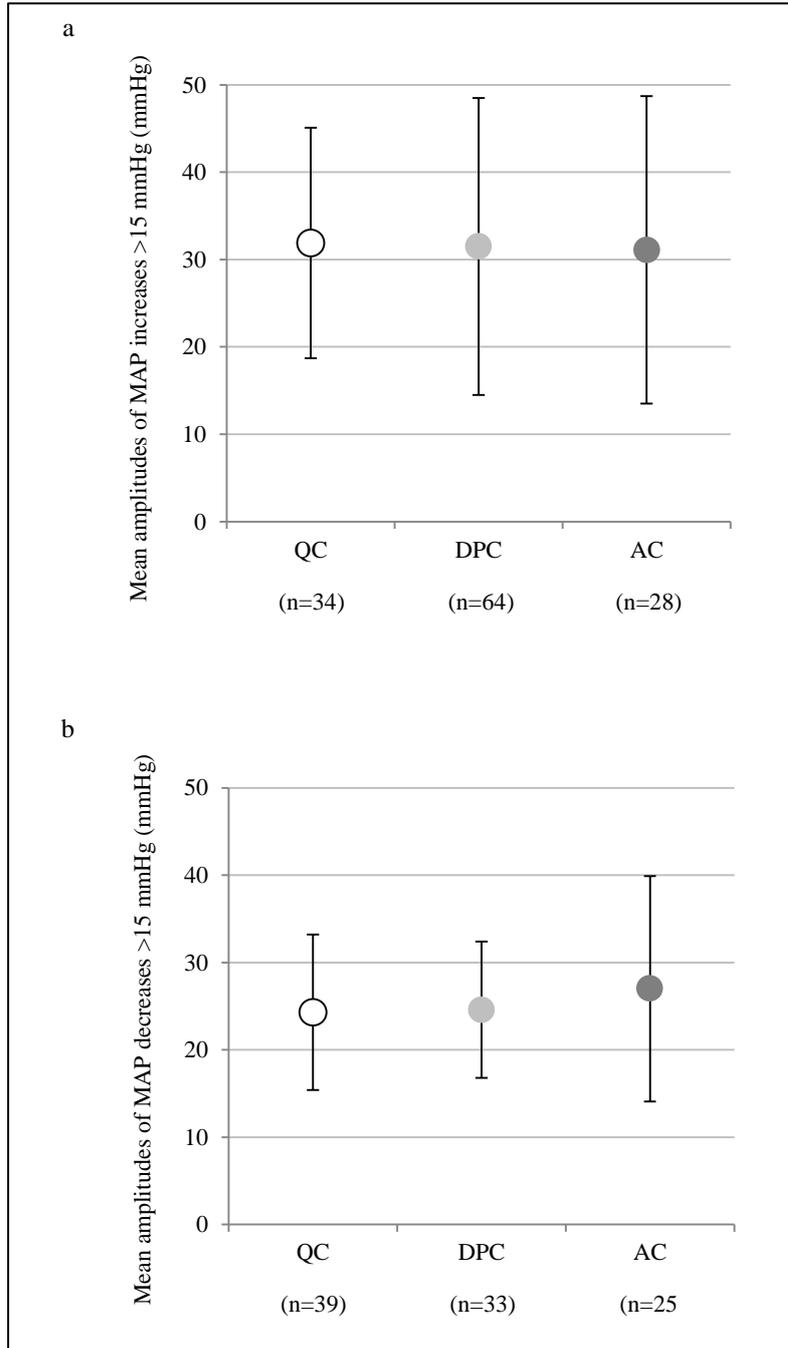 a
Mean amplitudes of MAP increases >15 mmHg (mmHg)
50
40
30
20
10
0
QC DPC AC
(n=34) (n=64) (n=28)
b
Mean amplitudes of MAP decreases >15 mmHg (mmHg)
50
40
30
20
10
0
QC DPC AC
(n=39) (n=33) (n=25